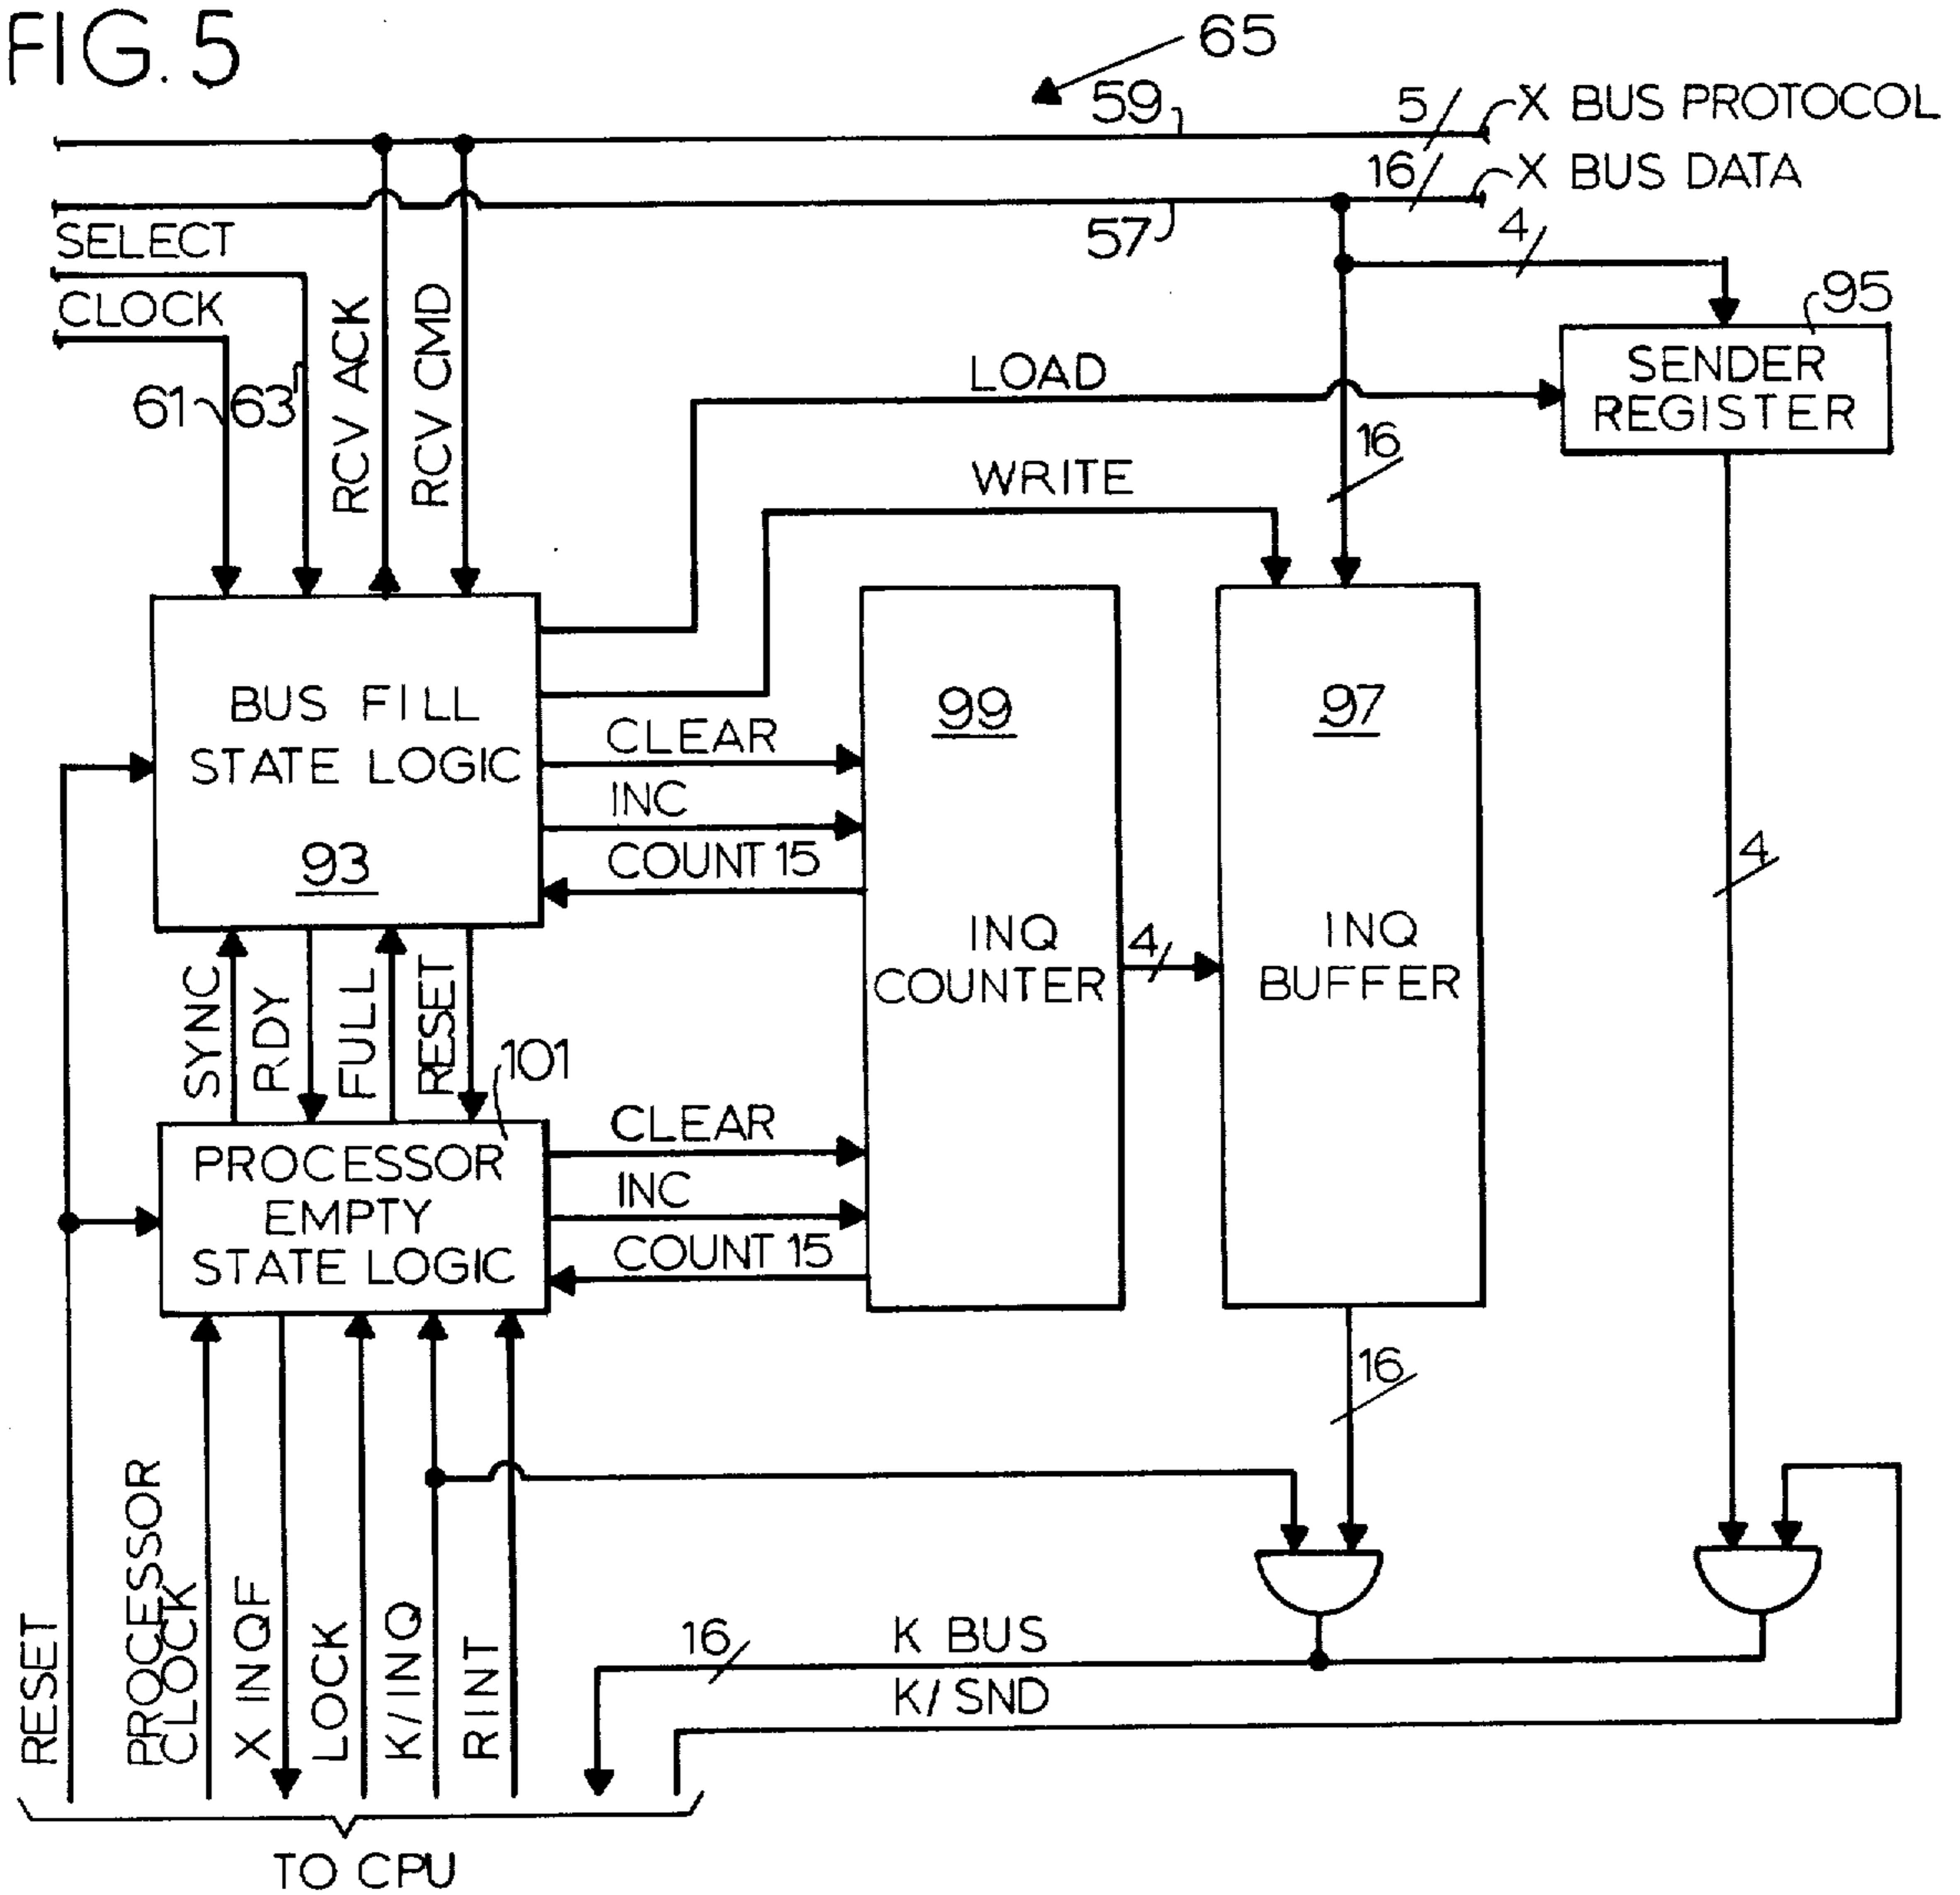 FIG. 5
65
59
5
X BUS PROTOCOL
16
X BUS DATA
57
4
SELECT
CLOCK
61
63
RCV ACK
RCV CMD
LOAD
95
SENDER
REGISTER
16
WRITE
BUS FILL
STATE LOGIC
93
CLEAR
INC
COUNT 15
99
INQ
COUNTER
4
97
INQ
BUFFER
4
SYNC
RDY
FULL
RESET
101
PROCESSOR
EMPTY
STATE LOGIC
CLEAR
INC
COUNT 15
16
RESET
PROCESSOR
CLOCK
X INQF
LOCK
K/INQ
RINT
16
K BUS
K/SND
TO CPU